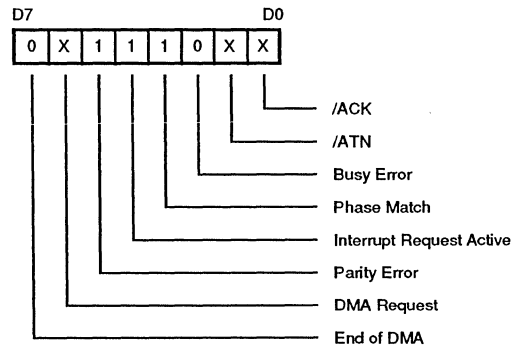 D7 D0
0 X 1 1 1 0 X X
/ACK
/ATN
Busy Error
Phase Match
Interrupt Request Active
Parity Error
DMA Request
End of DMA